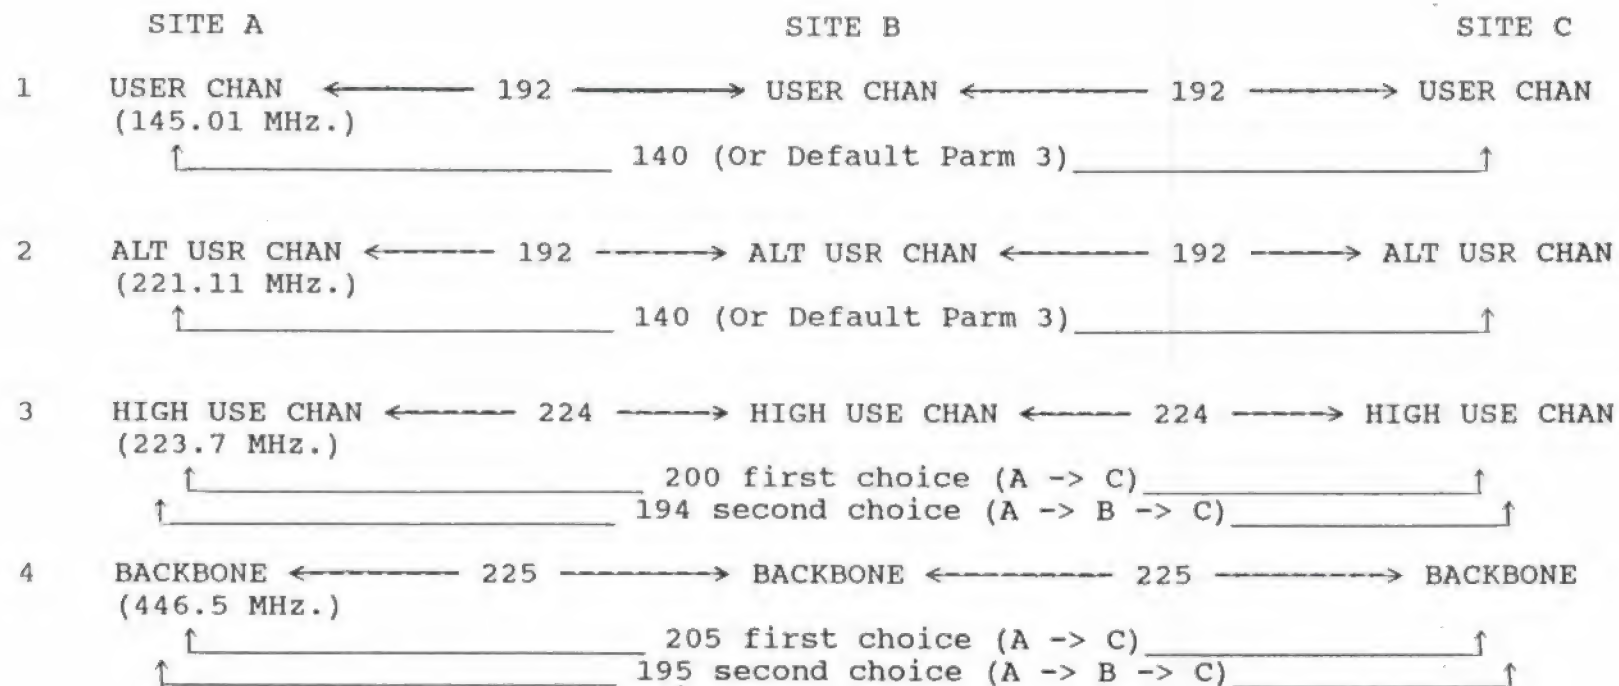 SITE A SITE B SITE C
1 USER CHAN <------ 192 ------> USER CHAN <------ 192 ------> USER CHAN
(145.01 MHz.)
↑ 140 (Or Default Parm 3) ↑
2 ALT USR CHAN <------ 192 ------> ALT USR CHAN <------ 192 ------> ALT USR CHAN
(221.11 MHz.)
↑ 140 (Or Default Parm 3) ↑
3 HIGH USE CHAN <------ 224 ------> HIGH USE CHAN <------ 224 ------> HIGH USE CHAN
(223.7 MHz.)
↑ 200 first choice (A -> C) ↑
↑ 194 second choice (A -> B -> C) ↑
4 BACKBONE <------ 225 ------> BACKBONE <------ 225 ------> BACKBONE
(446.5 MHz.)
↑ 205 first choice (A -> C) ↑
↑ 195 second choice (A -> B -> C) ↑